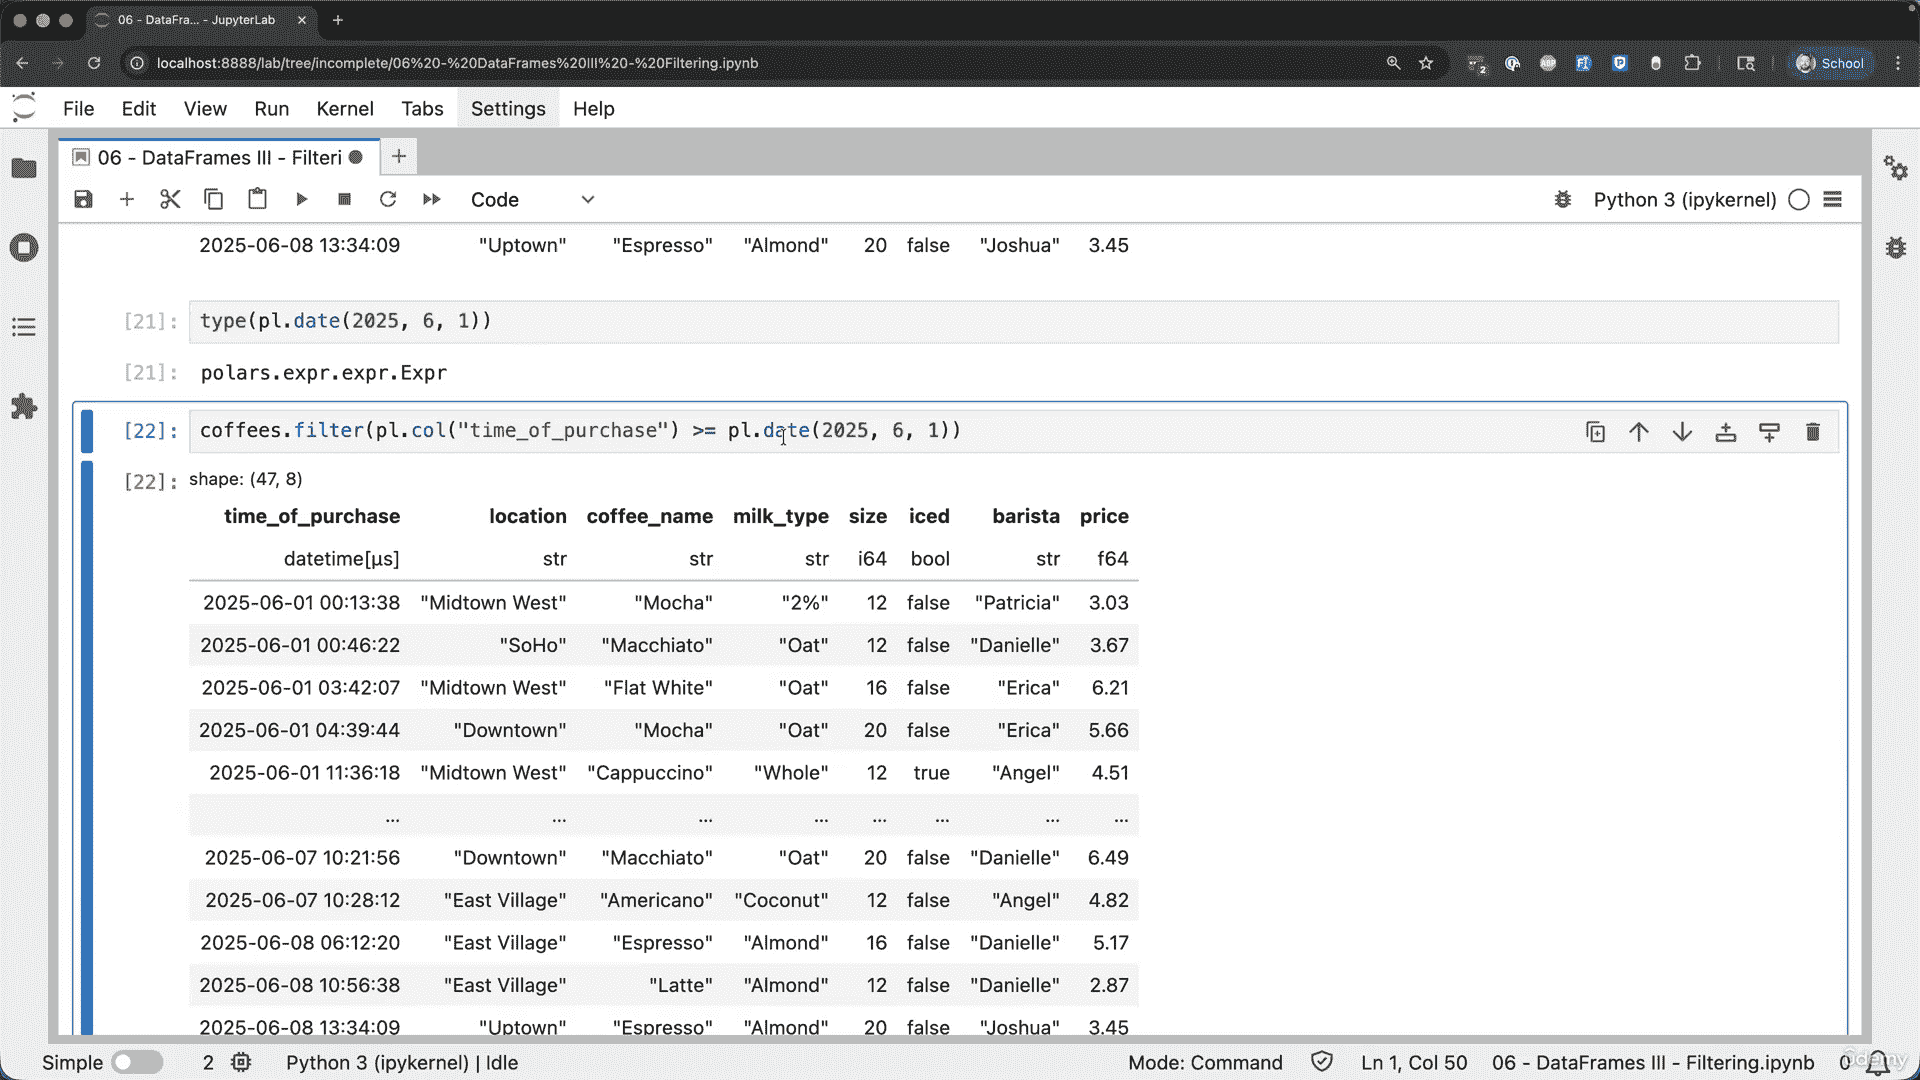 06 - DataFra... - JupyterLab
localhost:8888/lab/tree/incomplete/06%20-%20DataFrames%20III%20-%20Filtering.ipynb
2
ABP
School
File Edit View Run Kernel Tabs Settings Help
06 - DataFrames III - Filteri
Code
Python 3 (ipykernel)
2025-06-08 13:34:09 "Uptown" "Espresso" "Almond" 20 false "Joshua" 3.45
[21]: type(pl.date(2025, 6, 1))
[21]: polars.expr.expr.Expr
[22]: coffees.filter(pl.col("time_of_purchase") >= pl.date(2025, 6, 1))
[22]: shape: (47, 8)
time_of_purchase location coffee_name milk_type size iced barista price
datetime[μs] str str str i64 bool str f64
2025-06-01 00:13:38 "Midtown West" "Mocha" "2%" 12 false "Patricia" 3.03
2025-06-01 00:46:22 "SoHo" "Macchiato" "Oat" 12 false "Danielle" 3.67
2025-06-01 03:42:07 "Midtown West" "Flat White" "Oat" 16 false "Erica" 6.21
2025-06-01 04:39:44 "Downtown" "Mocha" "Oat" 20 false "Erica" 5.66
2025-06-01 11:36:18 "Midtown West" "Cappuccino" "Whole" 12 true "Angel" 4.51
... ... ... ... ... ... ... ...
2025-06-07 10:21:56 "Downtown" "Macchiato" "Oat" 20 false "Danielle" 6.49
2025-06-07 10:28:12 "East Village" "Americano" "Coconut" 12 false "Angel" 4.82
2025-06-08 06:12:20 "East Village" "Espresso" "Almond" 16 false "Danielle" 5.17
2025-06-08 10:56:38 "East Village" "Latte" "Almond" 12 false "Danielle" 2.87
2025-06-08 13:34:09 "Uptown" "Espresso" "Almond" 20 false "Joshua" 3.45
Simple 2 Python 3 (ipykernel) | Idle Mode: Command Ln 1, Col 50 06 - DataFrames III - Filtering.ipynb 0
Udemy